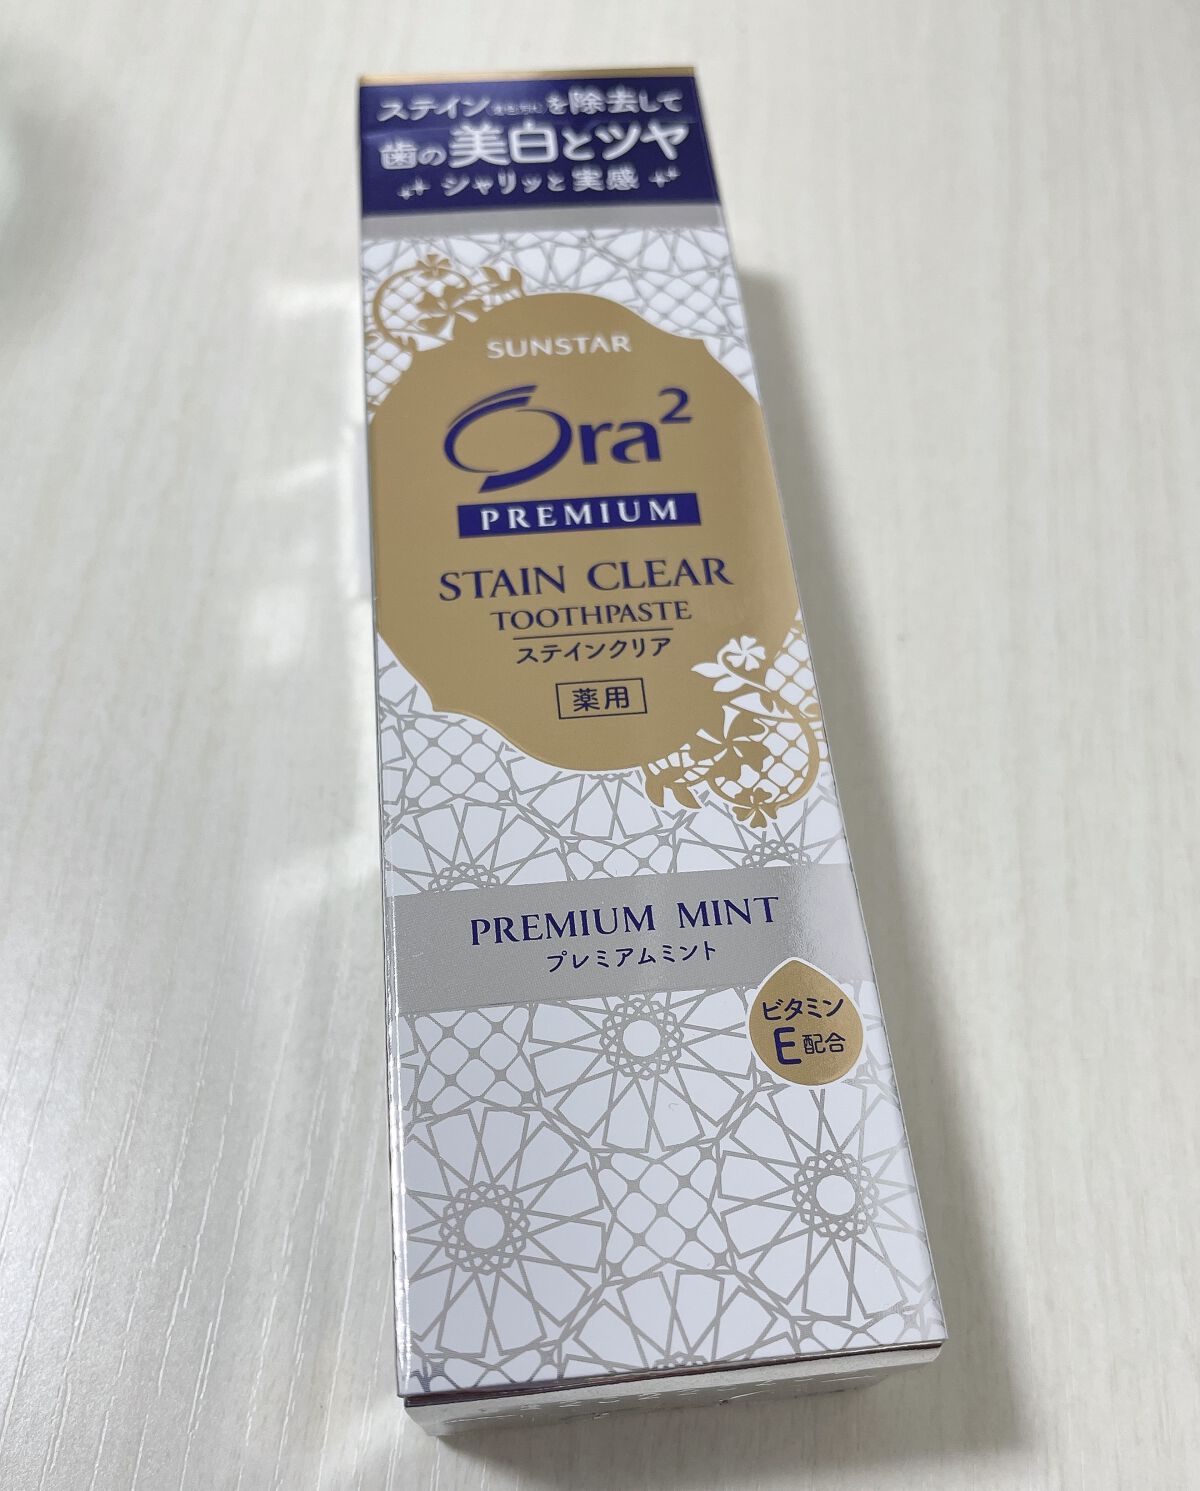 ステインを除去して
歯の美白とツヤ
シャリッと実感
SUNSTAR
Ora²
PREMIUM
STAIN CLEAR
TOOTHPASTE
ステインクリア
薬用
PREMIUM MINT
プレミアムミント
ビタミン
E配合